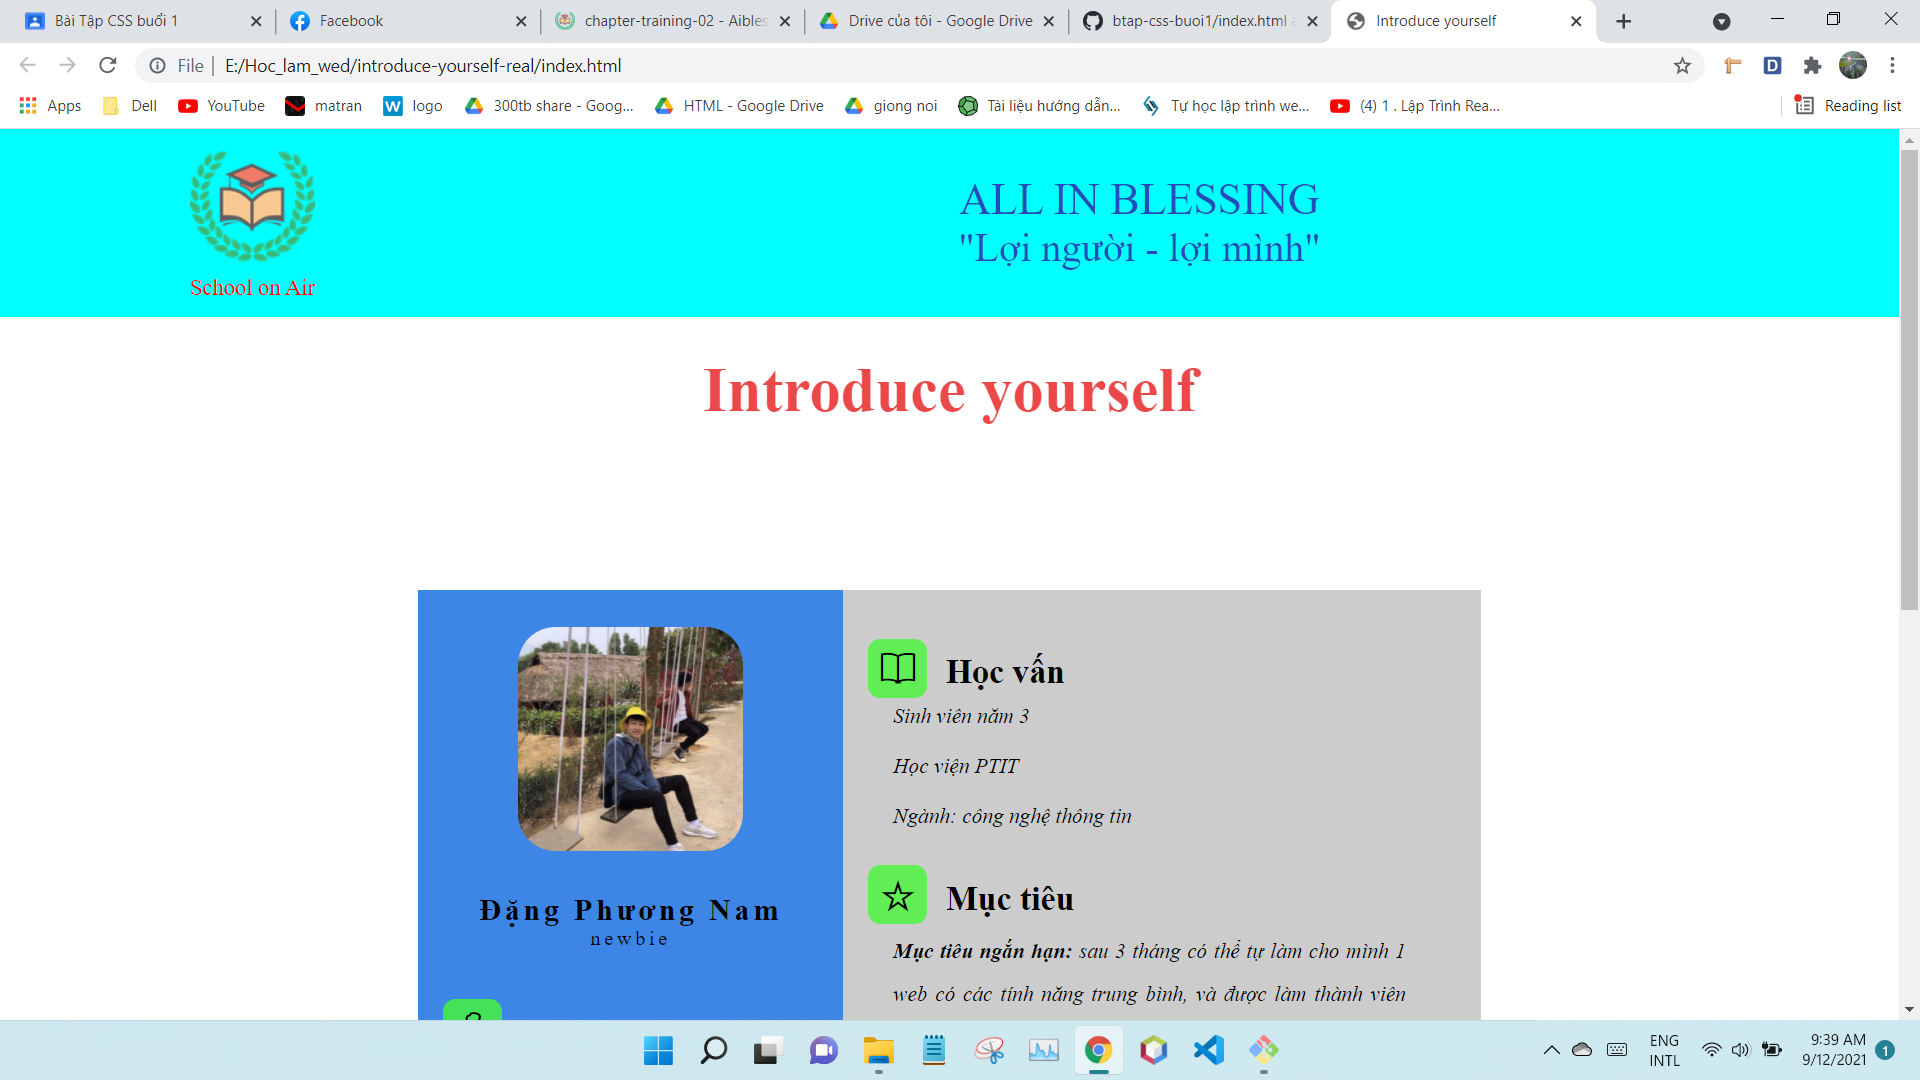 Bài Tập CSS buổi 1
Facebook
chapter-training-02 - Aibles
Drive của tôi - Google Drive
btap-css-buoi1/index.html a
Introduce yourself
File | E:/Hoc_lam_wed/introduce-yourself-real/index.html
Apps
Dell
YouTube
matran
logo
300tb share - Goog...
HTML - Google Drive
giong noi
Tài liệu hướng dẫn...
Tự học lập trình we...
(4) 1 . Lập Trình Rea...
Reading list
ALL IN BLESSING
"Lợi người - lợi mình"
School on Air
Introduce yourself
Đặng Phương Nam
newbie
Học vấn
Sinh viên năm 3
Học viện PTIT
Ngành: công nghệ thông tin
Mục tiêu
Mục tiêu ngắn hạn: sau 3 tháng có thể tự làm cho mình 1
web có các tính năng trung bình, và được làm thành viên
ENG
INTL
9:39 AM
9/12/2021
1